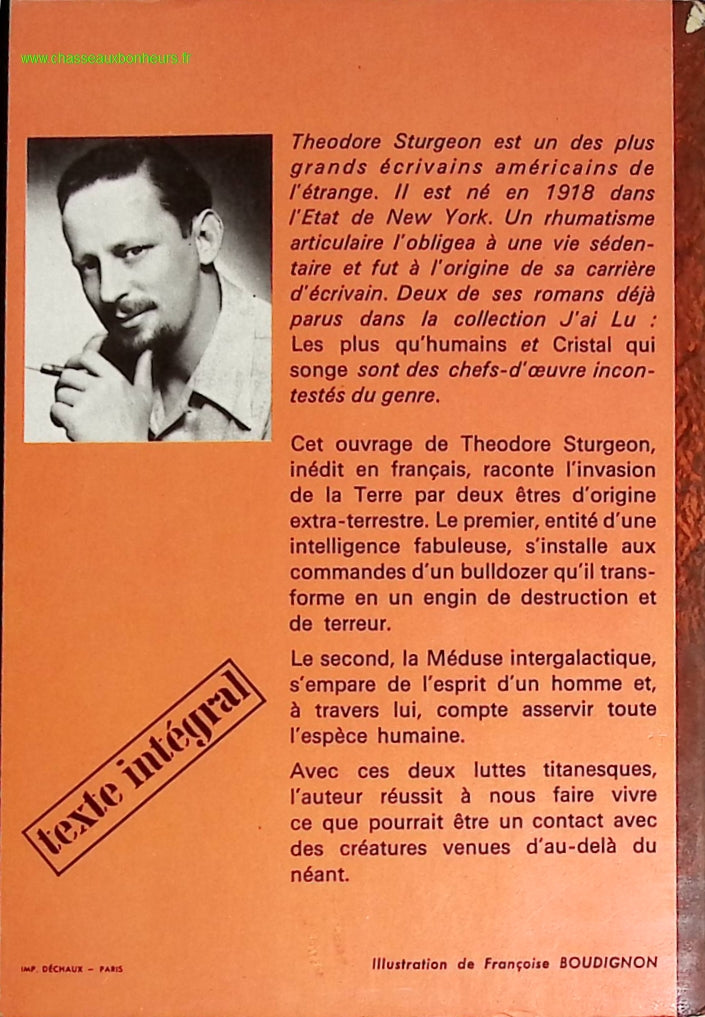 www.chasseauxbonheurs.fr
Theodore Sturgeon est un des plus
grands écrivains américains de
l'étrange. Il est né en 1918 dans
l'Etat de New York. Un rhumatisme
articulaire l'obligea à une vie séden-
taire et fut à l'origine de sa carrière
d'écrivain. Deux de ses romans déjà
parus dans la collection J'ai Lu :
Les plus qu'humains et Cristal qui
songe sont des chefs-d'œuvre incon-
testés du genre.
Cet ouvrage de Theodore Sturgeon,
inédit en français, raconte l'invasion
de la Terre par deux êtres d'origine
extra-terrestre. Le premier, entité d'une
intelligence fabuleuse, s'installe aux
commandes d'un bulldozer qu'il trans-
forme en un engin de destruction et
de terreur.
Le second, la Méduse intergalactique,
s'empare de l'esprit d'un homme et,
à travers lui, compte asservir toute
l'espèce humaine.
Avec ces deux luttes titanesques,
l'auteur réussit à nous faire vivre
ce que pourrait être un contact avec
des créatures venues d'au-delà du
néant.
texte intégral
IMP. DÉCHAUX – PARIS
Illustration de Françoise BOUDIGNON